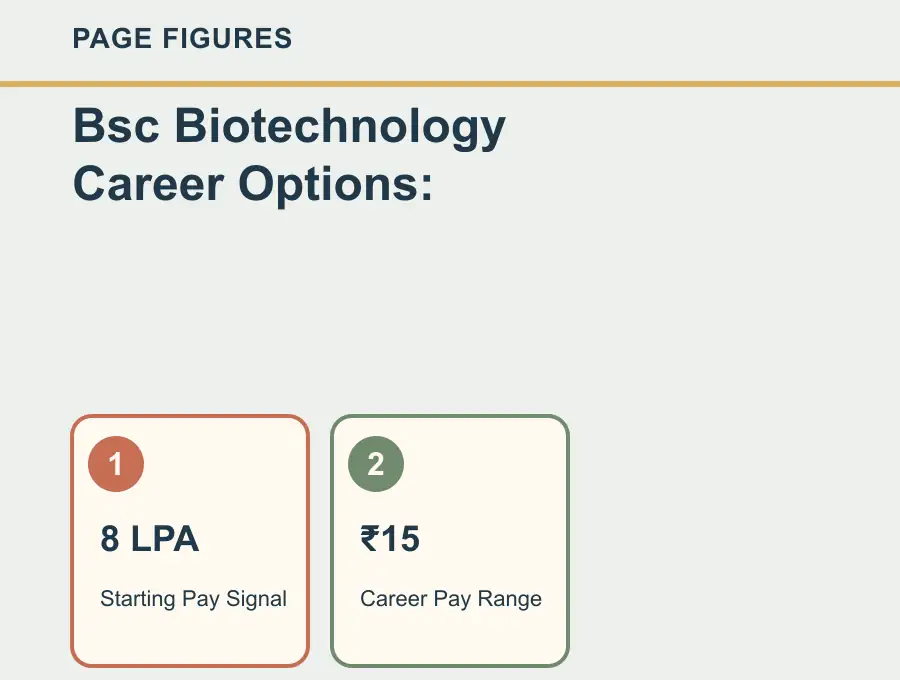 PAGE FIGURES
Bsc Biotechnology
Career Options:
1
8 LPA
Starting Pay Signal
2
₹15
Career Pay Range